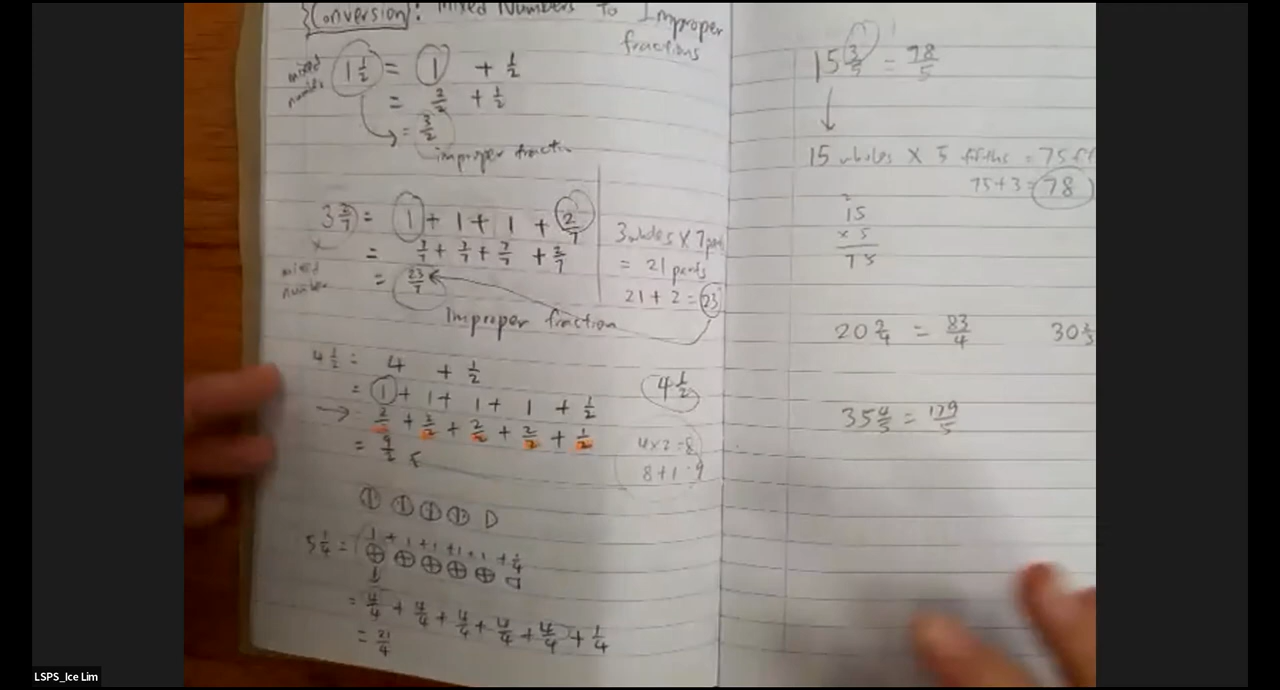 Conversion: Mixed Numbers to Improper fractions
mixed number 1 1/2 = 1 + 1/2
= 2/2 + 1/2
= 3/2
improper fractio
3 2/7 = 1 + 1 + 1 + 2/7
= 7/7 + 7/7 + 7/7 + 2/7
= 23/7
mixed number
Improper fraction
3 wholes x 7 par
= 21 parts
21 + 2 = 23
4 1/2 = 4 + 1/2
= 1 + 1 + 1 + 1 + 1/2
→ 2/2 + 2/2 + 2/2 + 2/2 + 1/2
= 9/2
4 1/2
4 x 2 = 8
8 + 1 = 9
5 1/4 = 1 + 1 + 1 + 1 + 1 + 1/4
= 4/4 + 4/4 + 4/4 + 4/4 + 4/4 + 1/4
= 21/4
15 3/5 = 78/5
15 wholes x 5 fifths = 75 fi
75 + 3 = 78
2
15
x 5
75
= 83/4
35 4/5 = 179/5
LSPS_Ice Lim